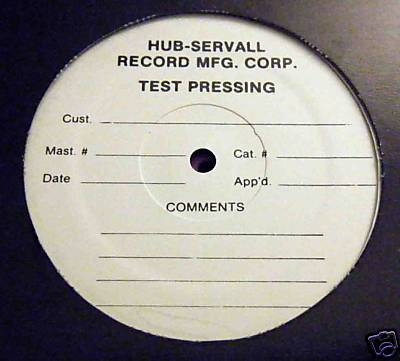 HUB-SERVALL
RECORD MFG. CORP.
TEST PRESSING
Cust.
Mast. # Cat. #
Date App'd.
COMMENTS